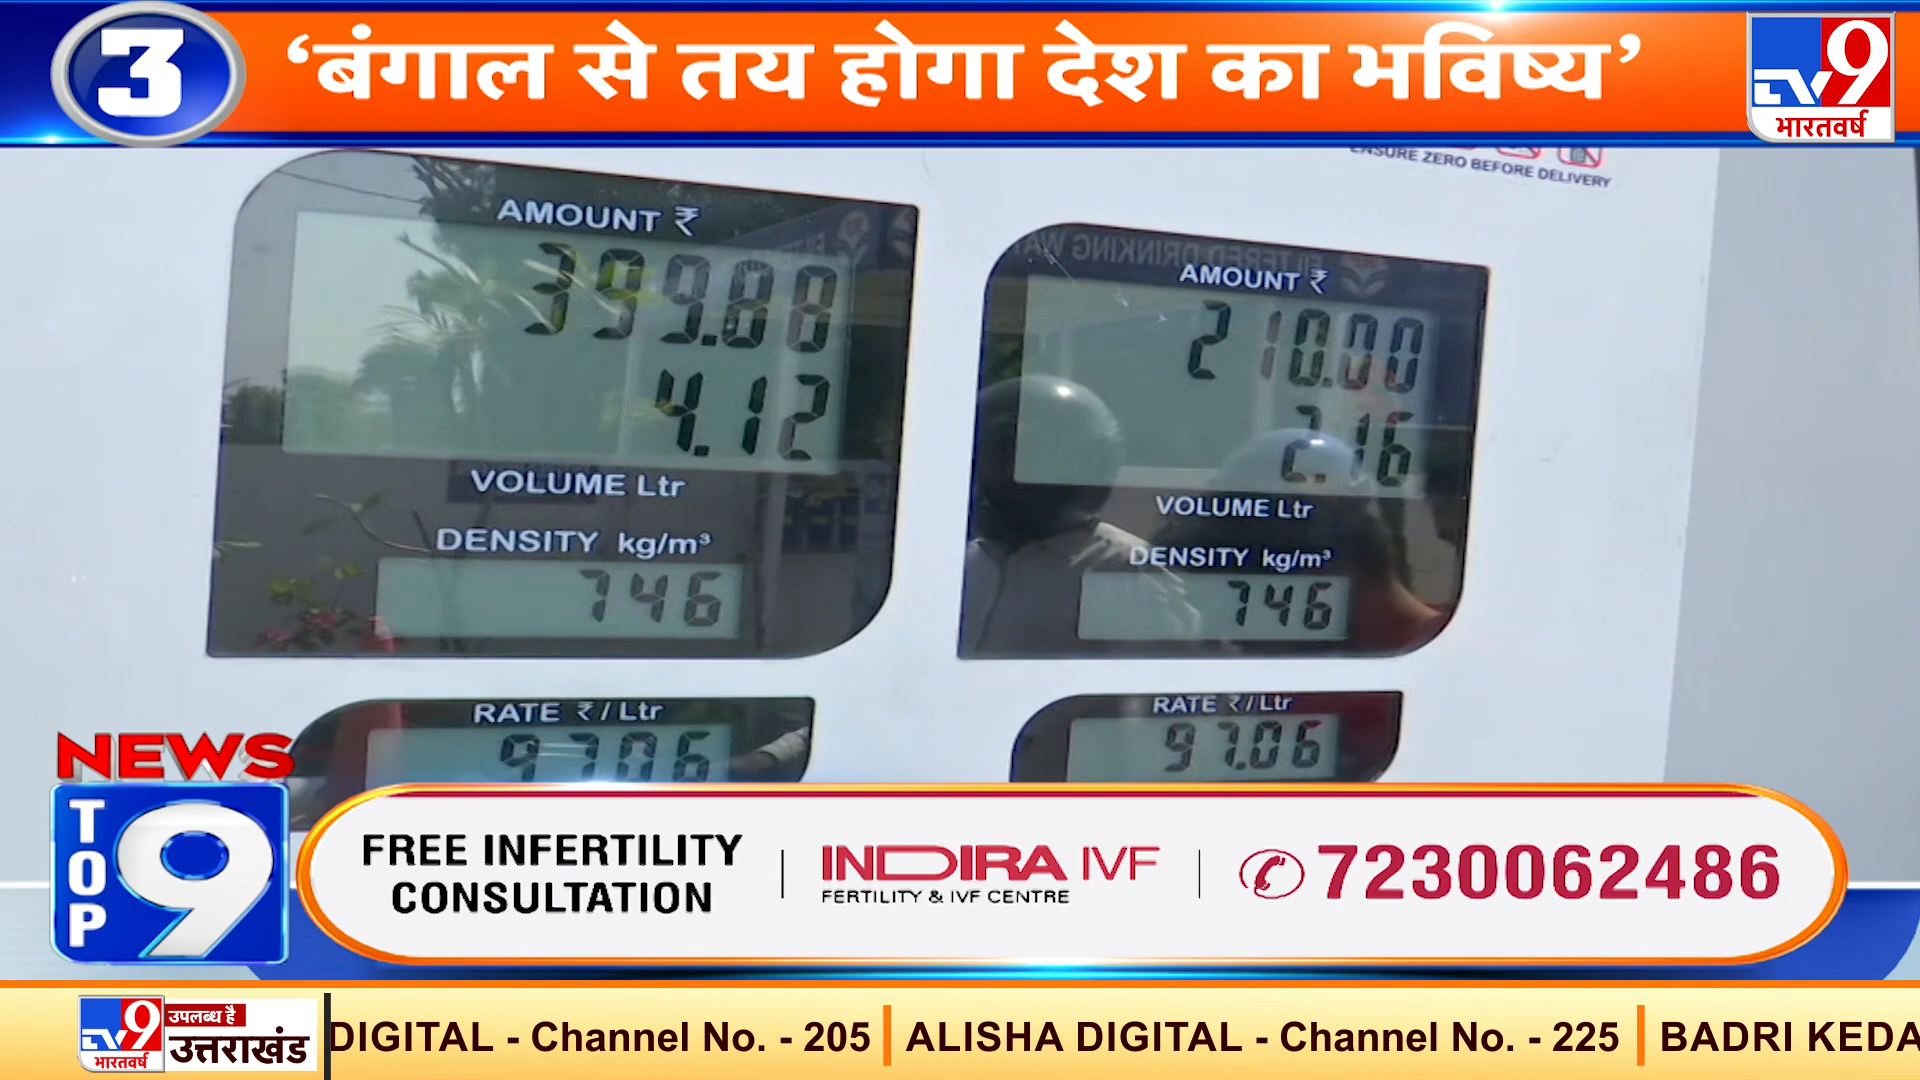 3
‘बंगाल से तय होगा देश का भविष्य’
TV9
भारतवर्ष
ENSURE ZERO BEFORE DELIVERY
AMOUNT ₹
399.88
4.12
VOLUME Ltr
DENSITY kg/m³
746
RATE ₹/Ltr
97.06
AMOUNT ₹
210.00
2.16
VOLUME Ltr
DENSITY kg/m³
746
RATE ₹/Ltr
97.06
NEWS
TOP
9
FREE INFERTILITY
CONSULTATION
INDIRA IVF
FERTILITY & IVF CENTRE
7230062486
TV9
भारतवर्ष
उपलब्ध है
उत्तराखंड
DIGITAL - Channel No. - 205
ALISHA DIGITAL - Channel No. - 225
BADRI KEDA